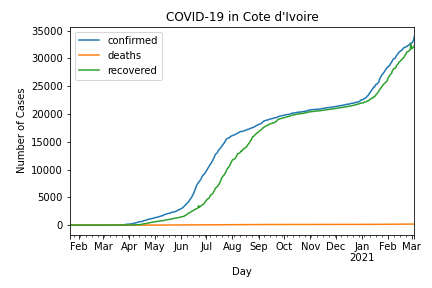 COVID-19 in Cote d'Ivoire
35000
30000
25000
20000
15000
10000
5000
0
Number of Cases
confirmed
deaths
recovered
Feb Mar Apr May Jun Jul Aug Sep Oct Nov Dec Jan Feb Mar
2021
Day